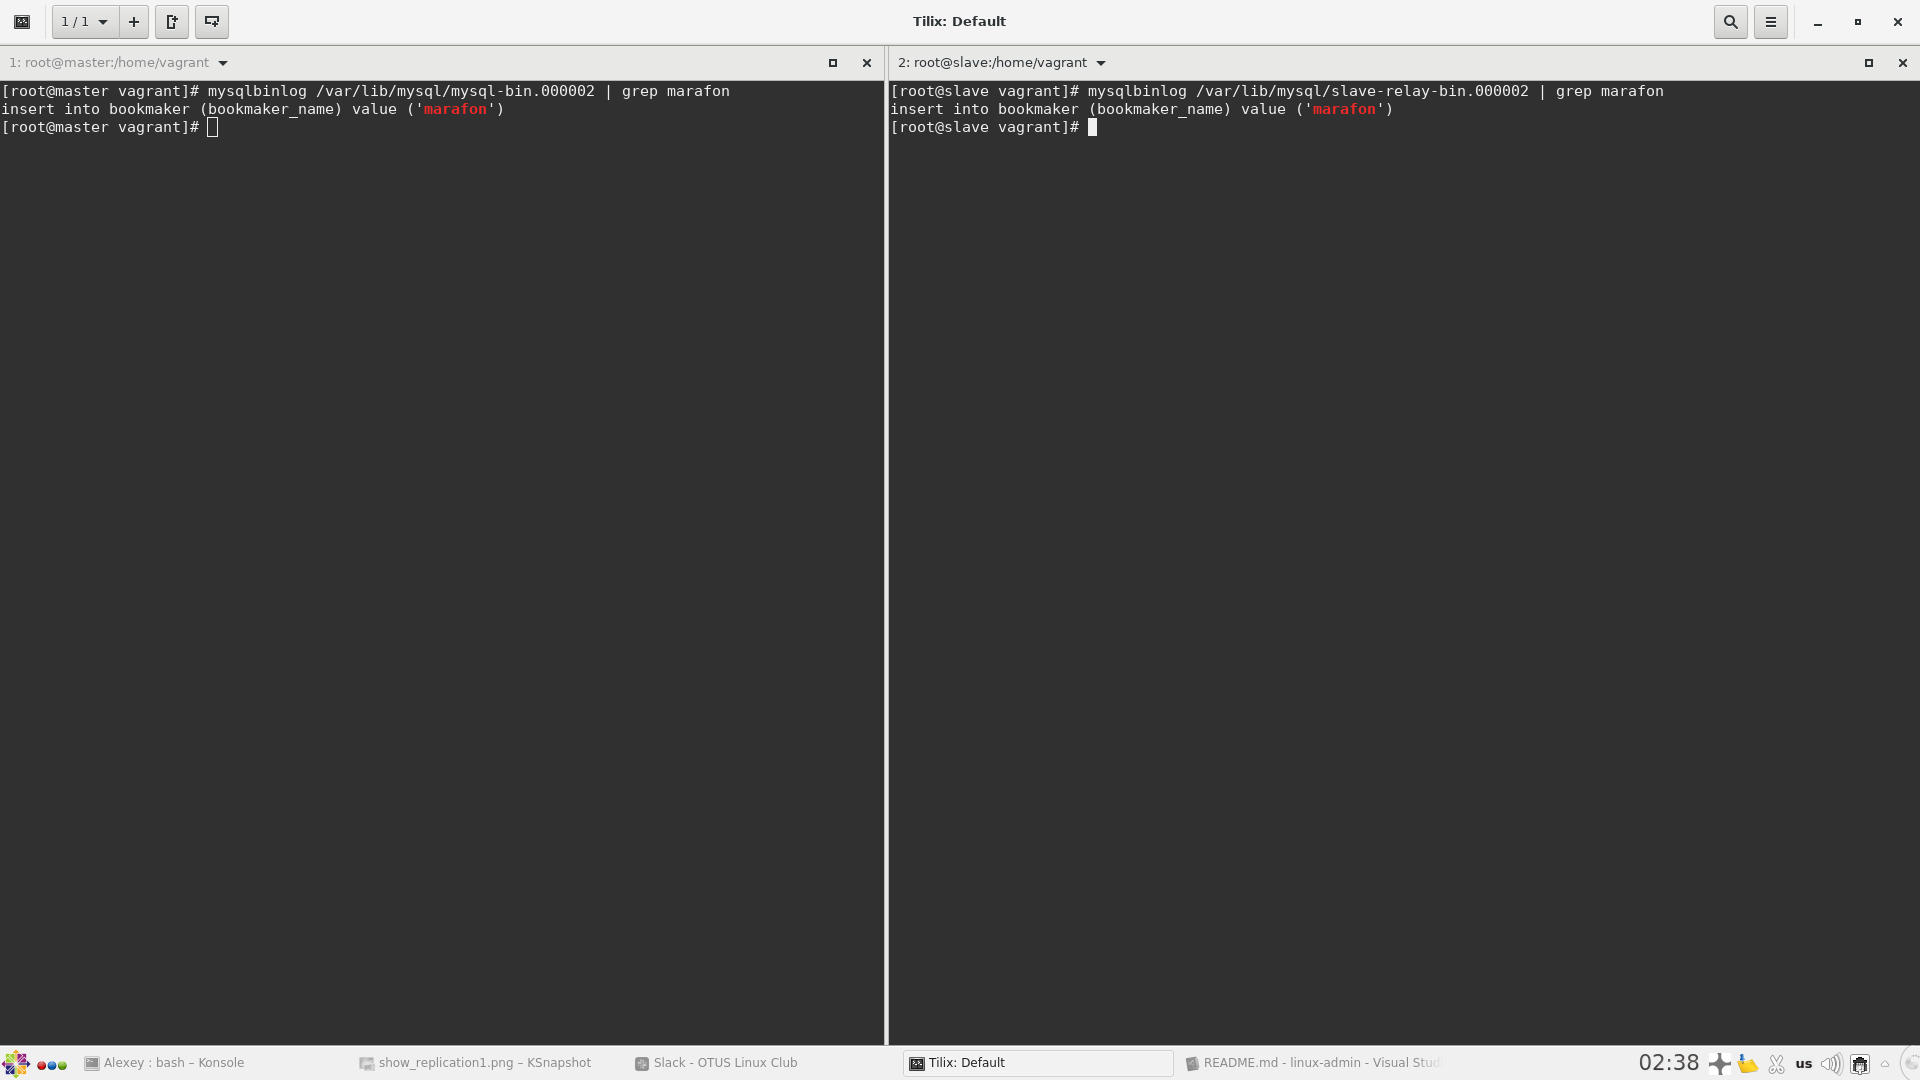 1 / 1
Tilix: Default
1: root@master:/home/vagrant
[root@master vagrant]# mysqlbinlog /var/lib/mysql/mysql-bin.000002 | grep marafon
insert into bookmaker (bookmaker_name) value ('marafon')
[root@master vagrant]#
2: root@slave:/home/vagrant
[root@slave vagrant]# mysqlbinlog /var/lib/mysql/slave-relay-bin.000002 | grep marafon
insert into bookmaker (bookmaker_name) value ('marafon')
[root@slave vagrant]#
Alexey : bash – Konsole
show_replication1.png – KSnapshot
Slack - OTUS Linux Club
Tilix: Default
README.md - linux-admin - Visual Stud
02:38
us